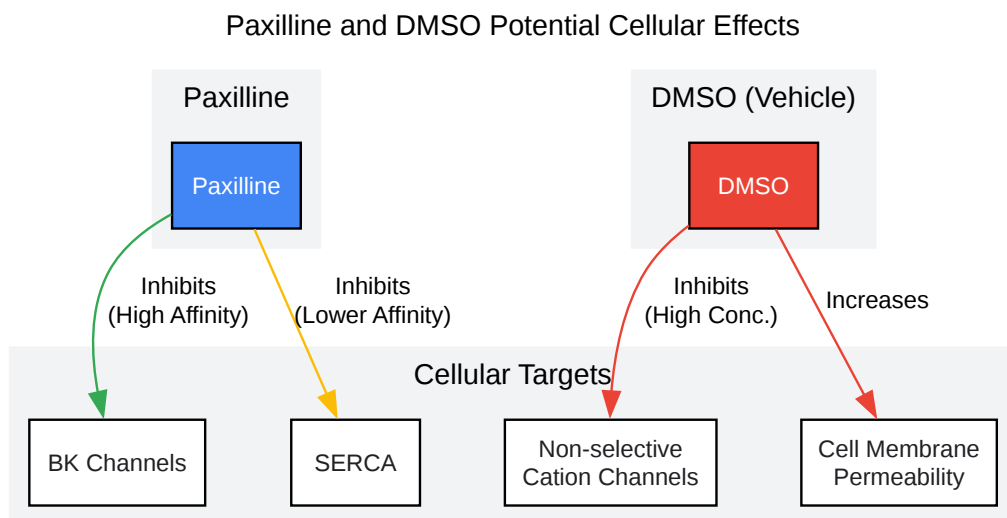 Paxilline and DMSO Potential Cellular Effects
Paxilline
DMSO (Vehicle)
Paxilline
DMSO
Inhibits
(High Affinity)
Inhibits
(Lower Affinity)
Inhibits
(High Conc.)
Increases
Cellular Targets
BK Channels
SERCA
Non-selective
Cation Channels
Cell Membrane
Permeability